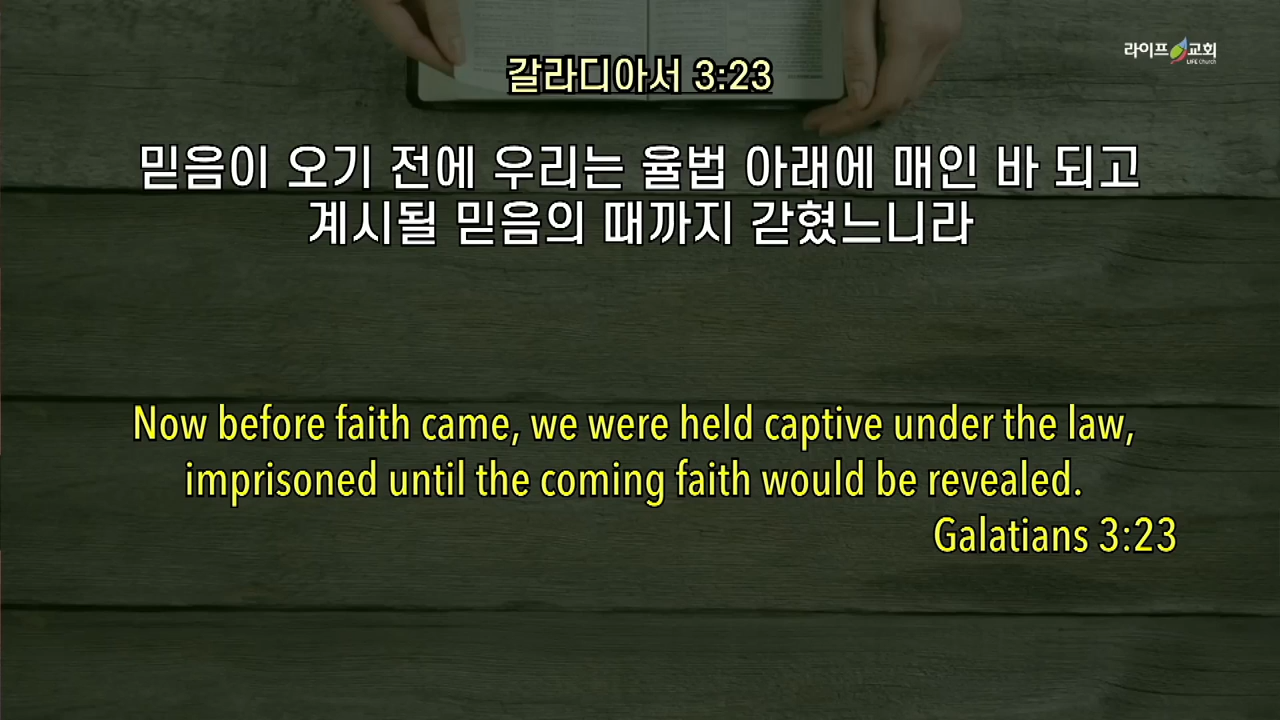 라이프 교회
LIFE Church
갈라디아서 3:23
믿음이 오기 전에 우리는 율법 아래에 매인 바 되고
계시될 믿음의 때까지 갇혔느니라
Now before faith came, we were held captive under the law,
imprisoned until the coming faith would be revealed.
Galatians 3:23